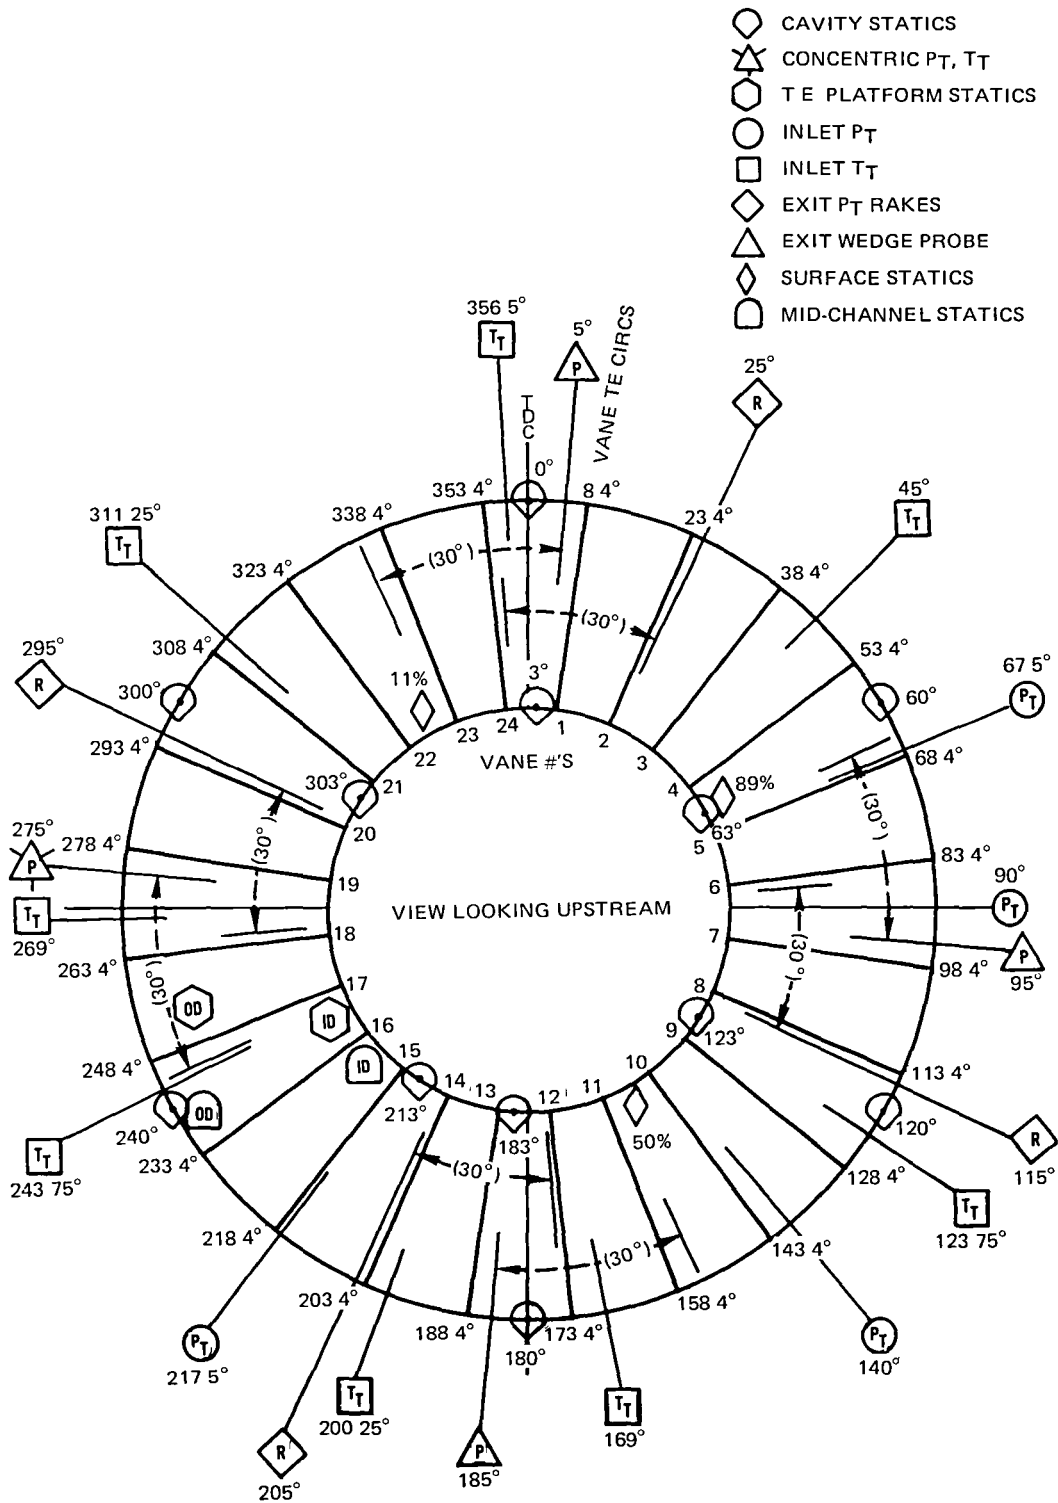 CAVITY STATICS
CONCENTRIC PT, TT
T E PLATFORM STATICS
INLET PT
INLET TT
EXIT PT RAKES
EXIT WEDGE PROBE
SURFACE STATICS
MID-CHANNEL STATICS
356 5°
TT
5°
P
VANE TE CIRCS
25°
R
TDC
0°
353 4°
8 4°
338 4°
23 4°
45°
TT
311 25°
TT
(30°)
323 4°
38 4°
(30°)
308 4°
53 4°
295°
R
300°
11%
3°
60°
67 5°
PT
293 4°
24
1
23
2
22
3
VANE #'S
68 4°
303°
21
4
89%
(30°)
20
5
63°
275°
P
278 4°
(30°)
83 4°
19
6
90°
PT
TT
269°
VIEW LOOKING UPSTREAM
18
7
263 4°
(30°)
98 4°
P
95°
(30°)
17
8
OD
ID
16
9
123°
248 4°
ID
15
10
113 4°
14
13
12
11
240°
OD
213°
183°
50%
120°
R
115°
TT
243 75°
233 4°
(30°)
128 4°
TT
123 75°
218 4°
(30°)
143 4°
203 4°
158 4°
188 4°
173 4°
180°
PT
217 5°
PT
140°
TT
200 25°
TT
169°
R
205°
P
185°